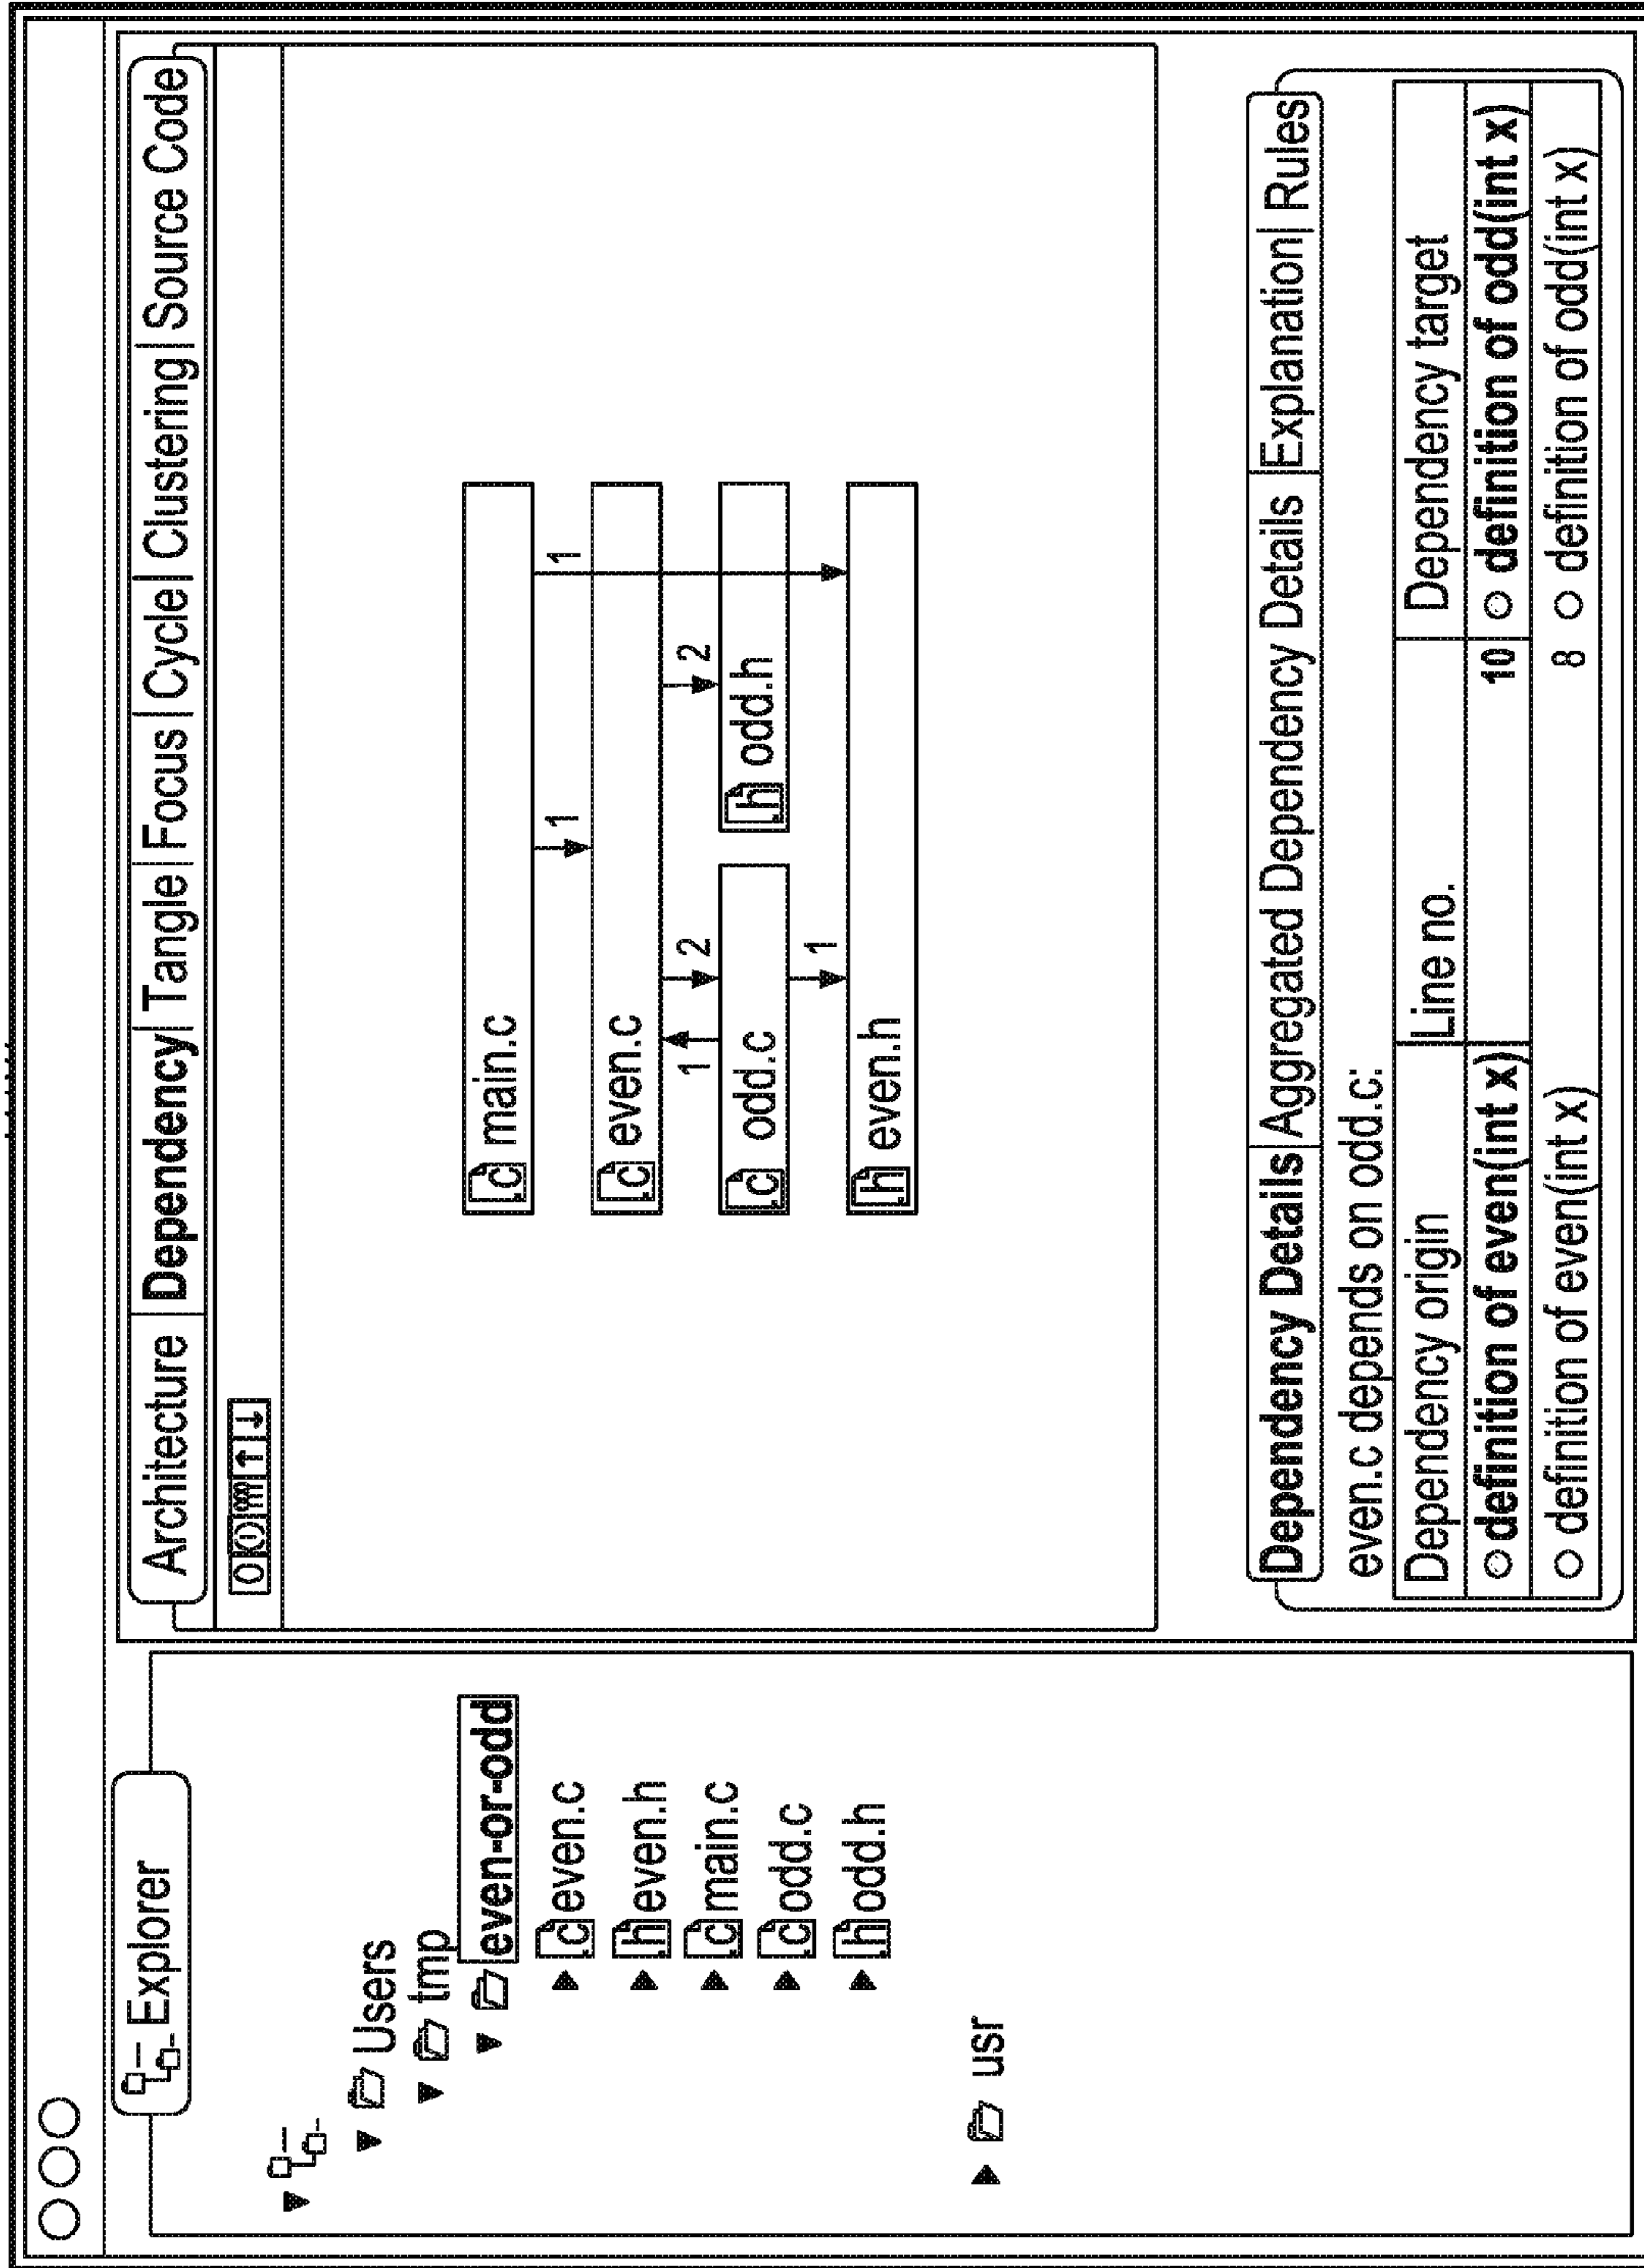 Explorer
Users
tmp
even-or-odd
.c even.c
.h even.h
.c main.c
.c odd.c
.h odd.h
usr
Architecture | Dependency | Tangle | Focus | Cycle | Clustering | Source Code
.c main.c
1
1
.c even.c
1
2
2
.c odd.c
.h odd.h
1
.h even.h
Dependency Details | Aggregated Dependency Details | Explanation | Rules
even.c depends on odd.c:
Dependency origin Line no. Dependency target
definition of even(int x) 10 definition of odd(int x)
definition of even(int x) 8 definition of odd(int x)